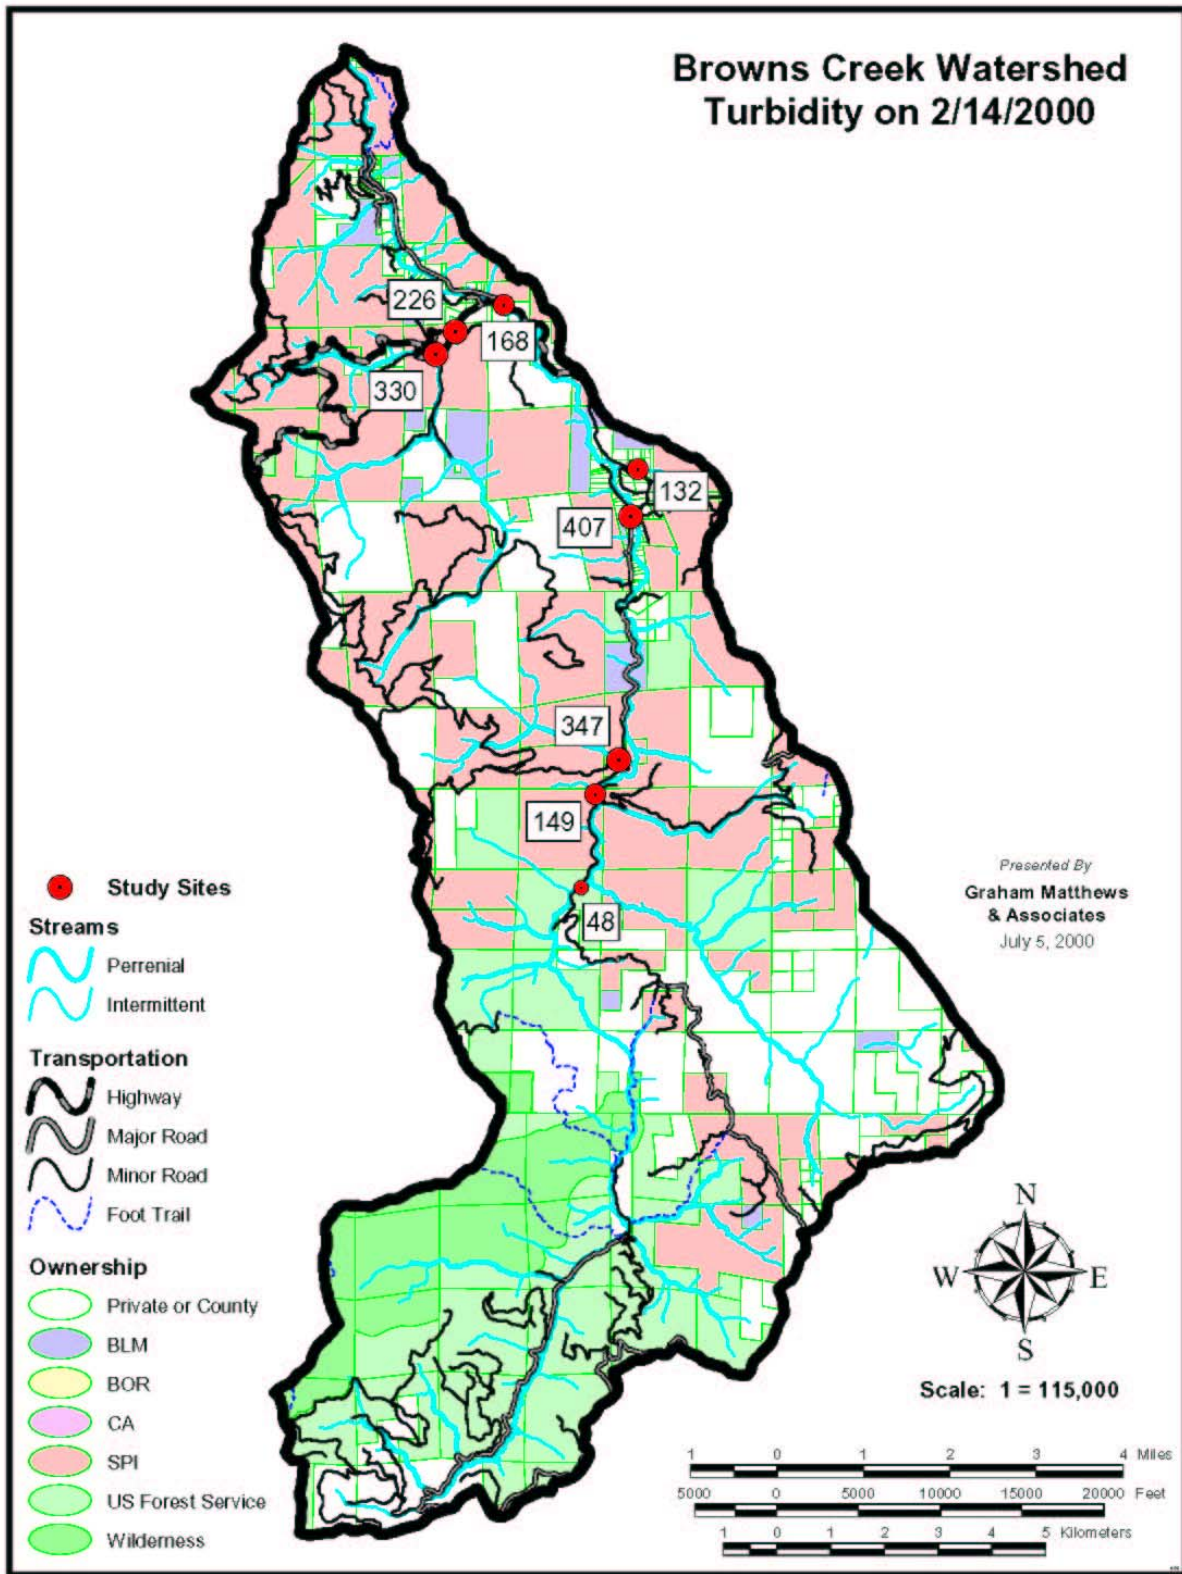 Browns Creek Watershed
Turbidity on 2/14/2000
226
168
330
132
407
347
149
48
Presented By
Graham Matthews
& Associates
July 5, 2000
Study Sites
Streams
Perrenial
Intermittent
Transportation
Highway
Major Road
Minor Road
Foot Trail
Ownership
Private or County
BLM
BOR
CA
SPI
US Forest Service
Wilderness
N
W E
S
Scale: 1 = 115,000
1 0 1 2 3 4 Miles
5000 0 5000 10000 15000 20000 Feet
1 0 1 2 3 4 5 Kilometers